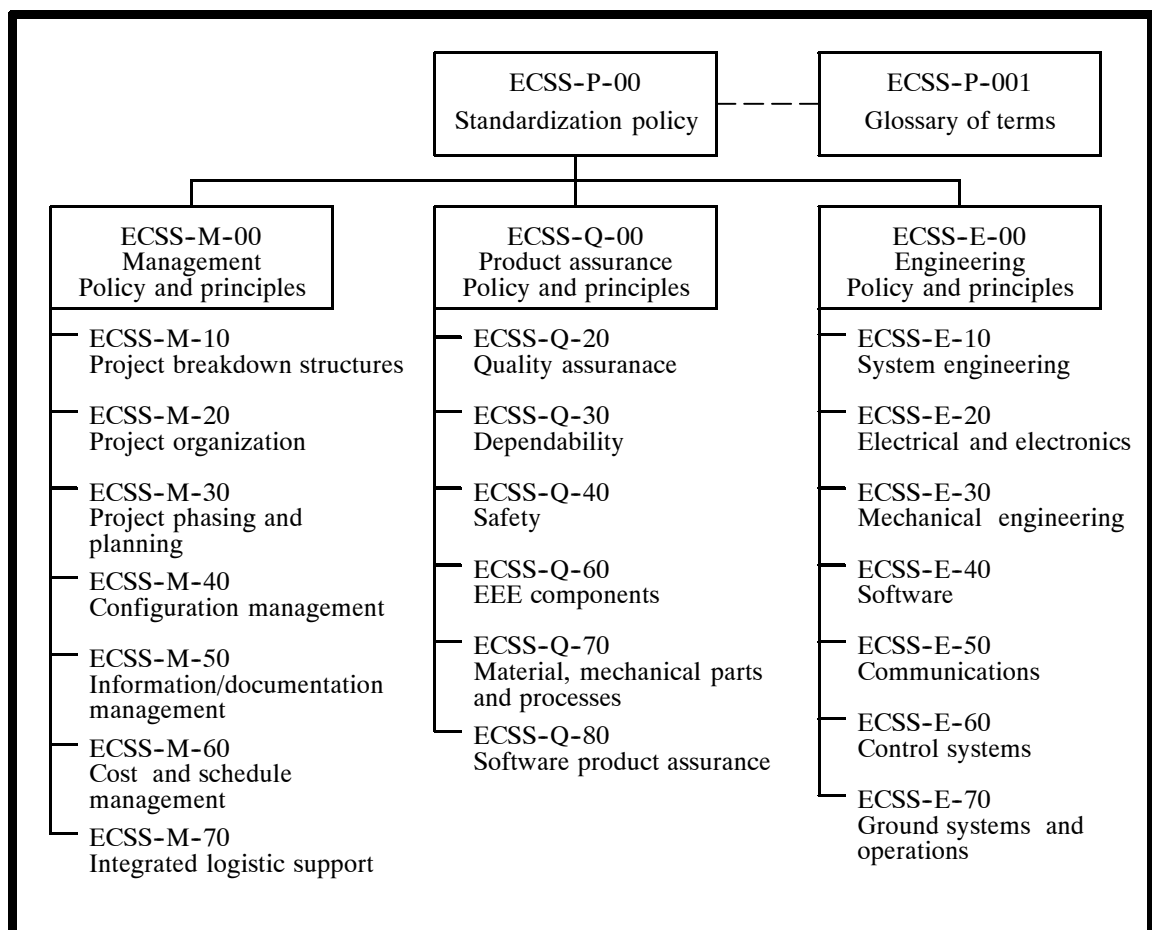 ECSS-P-00
Standardization policy
ECSS-P-001
Glossary of terms
ECSS-M-00
Management
Policy and principles
ECSS-M-10
Project breakdown structures
ECSS-M-20
Project organization
ECSS-M-30
Project phasing and
planning
ECSS-M-40
Configuration management
ECSS-M-50
Information/documentation
management
ECSS-M-60
Cost and schedule
management
ECSS-M-70
Integrated logistic support
ECSS-Q-00
Product assurance
Policy and principles
ECSS-Q-20
Quality assuranace
ECSS-Q-30
Dependability
ECSS-Q-40
Safety
ECSS-Q-60
EEE components
ECSS-Q-70
Material, mechanical parts
and processes
ECSS-Q-80
Software product assurance
ECSS-E-00
Engineering
Policy and principles
ECSS-E-10
System engineering
ECSS-E-20
Electrical and electronics
ECSS-E-30
Mechanical engineering
ECSS-E-40
Software
ECSS-E-50
Communications
ECSS-E-60
Control systems
ECSS-E-70
Ground systems and
operations